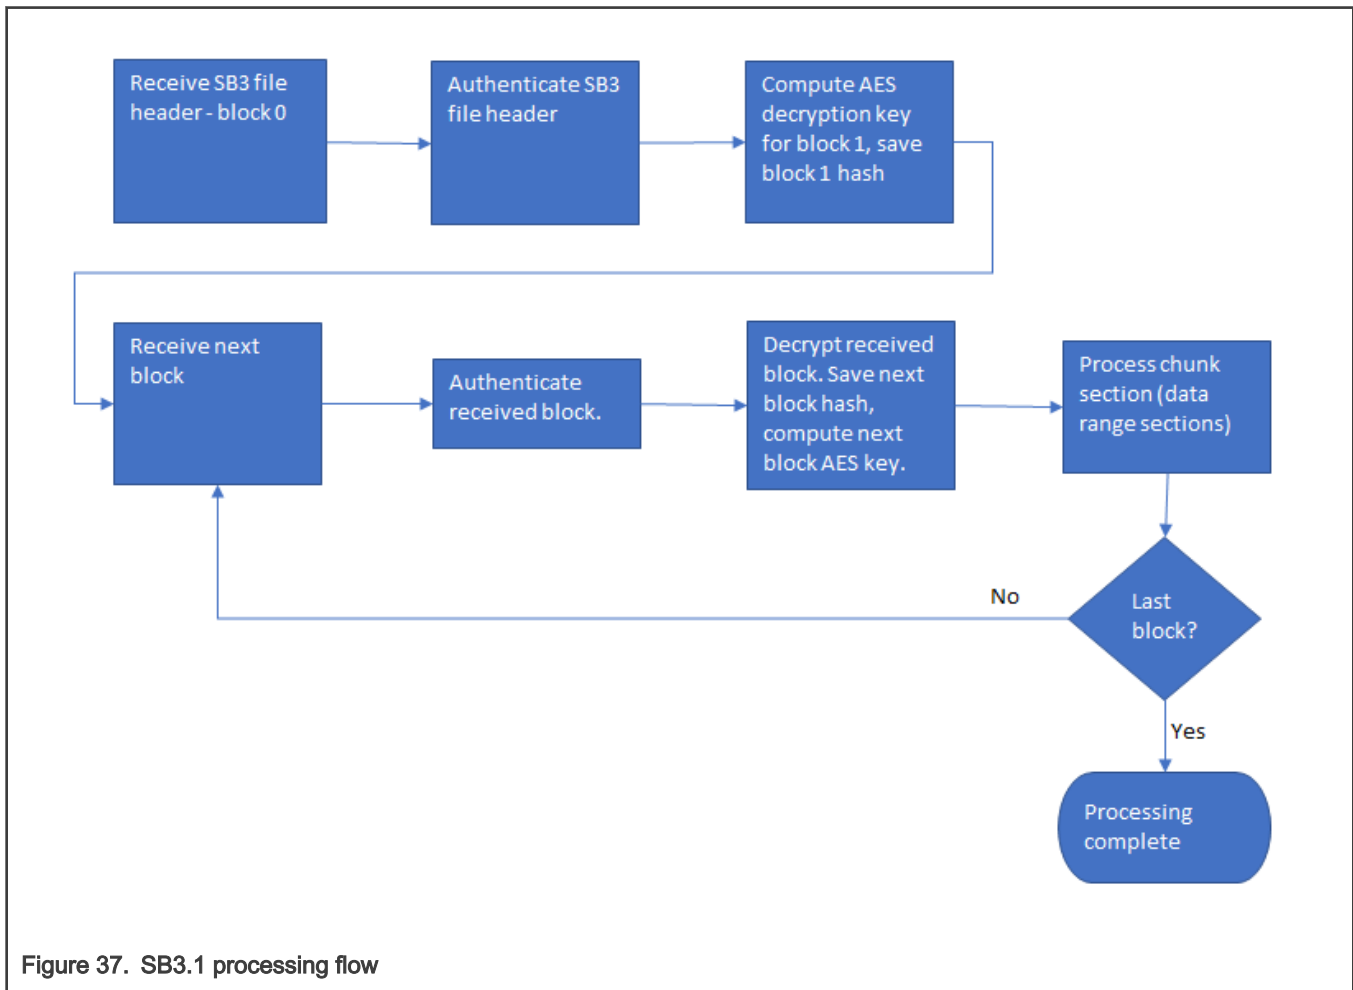 Receive SB3 file
header - block 0
Authenticate SB3
file header
Compute AES
decryption key
for block 1, save
block 1 hash
Receive next
block
Authenticate
received block.
Decrypt received
block. Save next
block hash,
compute next
block AES key.
Process chunk
section (data
range sections)
Last
block?
No
Yes
Processing
complete
Figure 37. SB3.1 processing flow